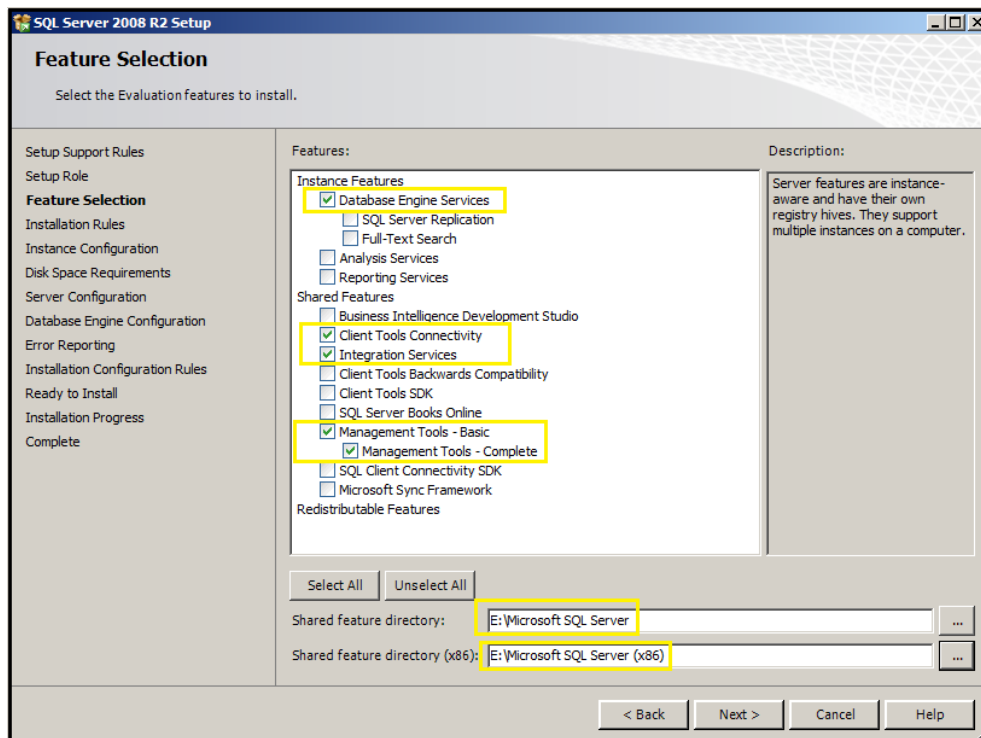 SQL Server 2008 R2 Setup
Feature Selection
Select the Evaluation features to install.
Setup Support Rules
Setup Role
Feature Selection
Installation Rules
Instance Configuration
Disk Space Requirements
Server Configuration
Database Engine Configuration
Error Reporting
Installation Configuration Rules
Ready to Install
Installation Progress
Complete
Features:
Instance Features
Database Engine Services
SQL Server Replication
Full-Text Search
Analysis Services
Reporting Services
Shared Features
Business Intelligence Development Studio
Client Tools Connectivity
Integration Services
Client Tools Backwards Compatibility
Client Tools SDK
SQL Server Books Online
Management Tools - Basic
Management Tools - Complete
SQL Client Connectivity SDK
Microsoft Sync Framework
Redistributable Features
Description:
Server features are instance-
aware and have their own
registry hives. They support
multiple instances on a computer.
Select All
Unselect All
Shared feature directory:
E:\Microsoft SQL Server
...
Shared feature directory (x86):
E:\Microsoft SQL Server (x86)
...
< Back
Next >
Cancel
Help